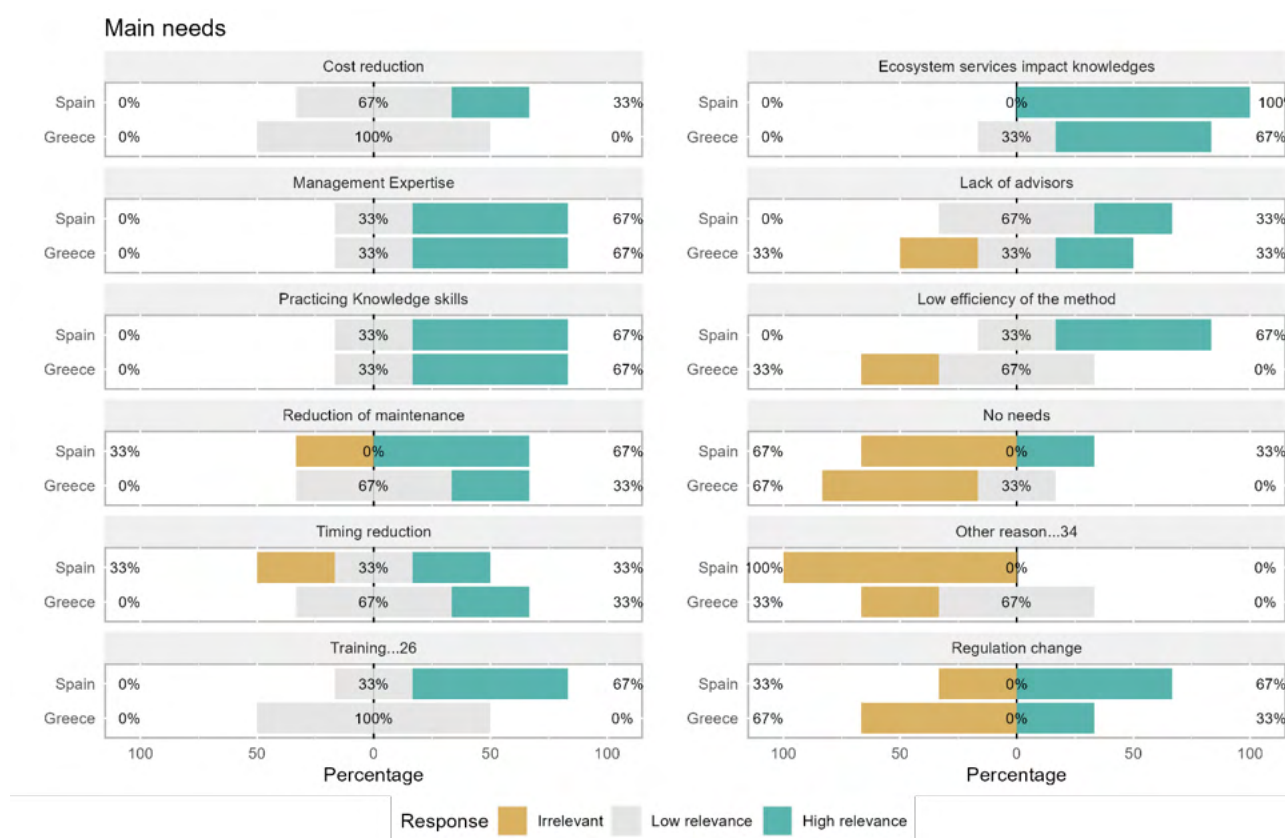 Main needs
Cost reduction
Spain 0% 67% 33%
Greece 0% 100% 0%
Management Expertise
Spain 0% 33% 67%
Greece 0% 33% 67%
Practicing Knowledge skills
Spain 0% 33% 67%
Greece 0% 33% 67%
Reduction of maintenance
Spain 33% 0% 67%
Greece 0% 67% 33%
Timing reduction
Spain 33% 33% 33%
Greece 0% 67% 33%
Training...26
Spain 0% 33% 67%
Greece 0% 100% 0%
100 50 0 50 100
Percentage
Ecosystem services impact knowledges
Spain 0% 0% 100%
Greece 0% 33% 67%
Lack of advisors
Spain 0% 67% 33%
Greece 33% 33% 33%
Low efficiency of the method
Spain 0% 33% 67%
Greece 33% 67% 0%
No needs
Spain 67% 0% 33%
Greece 67% 33% 0%
Other reason...34
Spain 100% 0% 0%
Greece 33% 67% 0%
Regulation change
Spain 33% 0% 67%
Greece 67% 0% 33%
100 50 0 50 100
Percentage
Response Irrelevant Low relevance High relevance